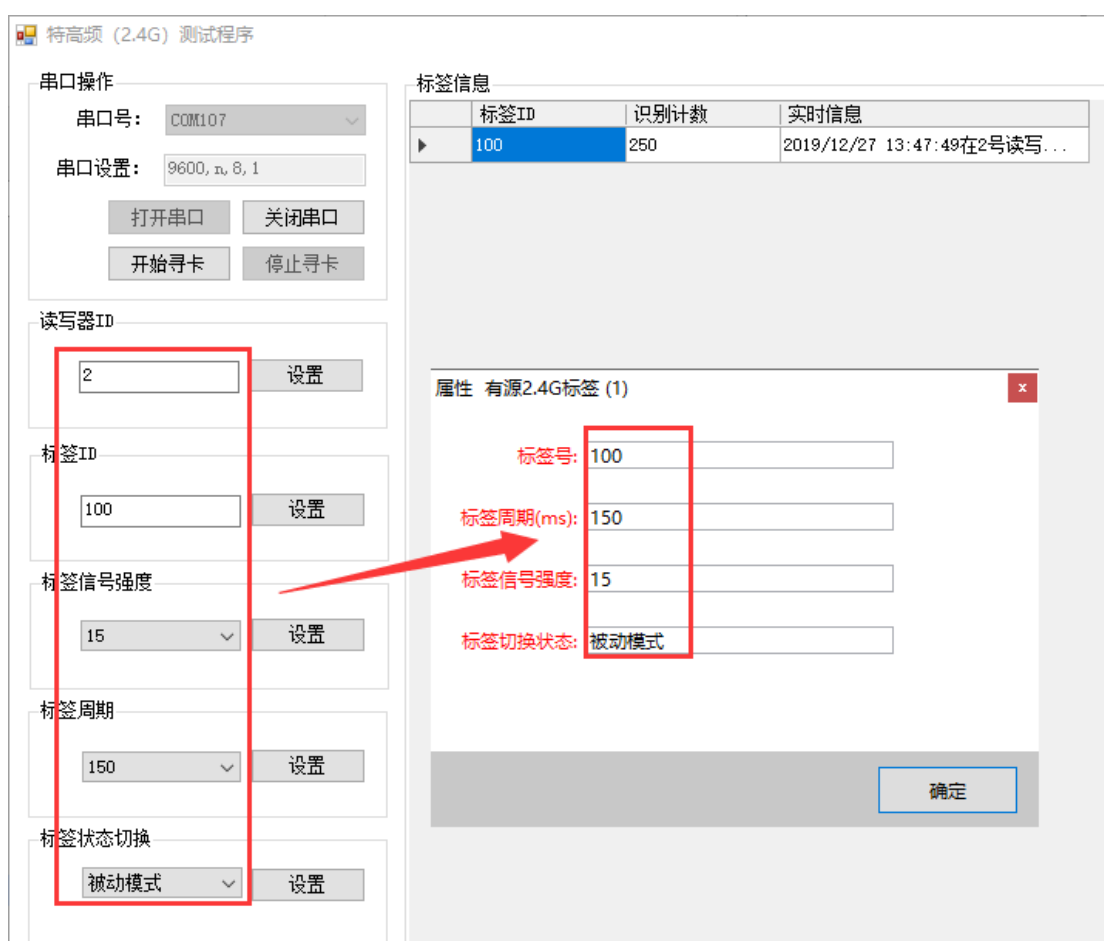 特高频（2.4G）测试程序
串口操作
串口号：
COM107
串口设置：
9600, n, 8, 1
打开串口
关闭串口
开始寻卡
停止寻卡
读写器ID
2
设置
标签ID
100
设置
标签信号强度
15
设置
标签周期
150
设置
标签状态切换
被动模式
设置
标签信息
标签ID 识别计数 实时信息
100 250 2019/12/27 13:47:49在2号读写...
属性 有源2.4G标签 (1)
x
标签号: 100
标签周期(ms): 150
标签信号强度: 15
标签切换状态: 被动模式
确定